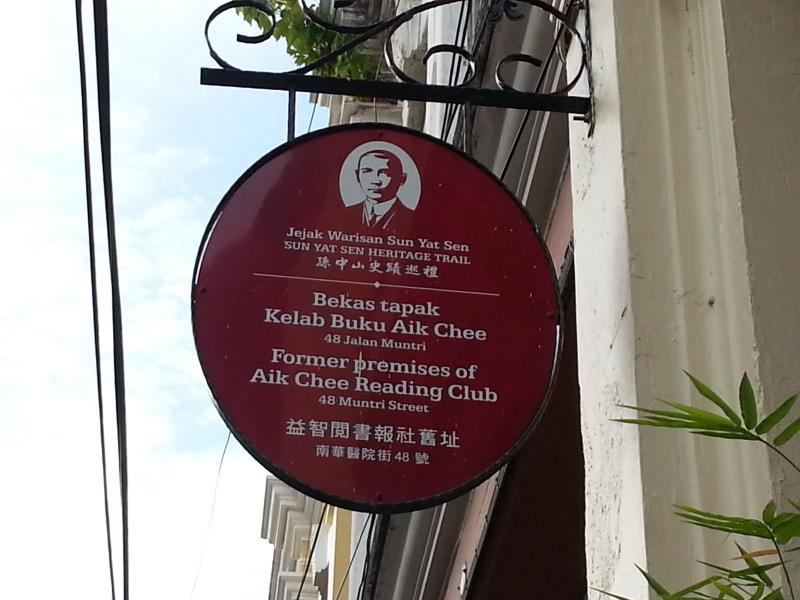 Jejak Warisan Sun Yat Sen
SUN YAT SEN HERITAGE TRAIL
孫中山史蹟巡禮
Bekas tapak
Kelab Buku Aik Chee
48 Jalan Muntri
Former premises of
Aik Chee Reading Club
48 Muntri Street
益智閱書報社舊址
南華醫院街 48 號